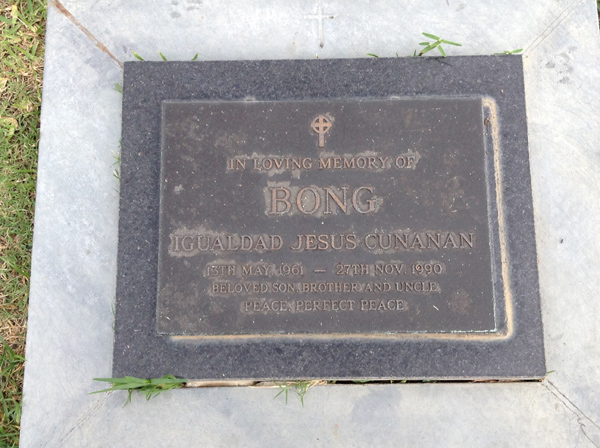 IN LOVING MEMORY OF
BONG
IGUALDAD JESUS CUNANAN
13TH MAY 1961 — 27TH NOV. 1990
BELOVED SON, BROTHER AND UNCLE
PEACE, PERFECT PEACE